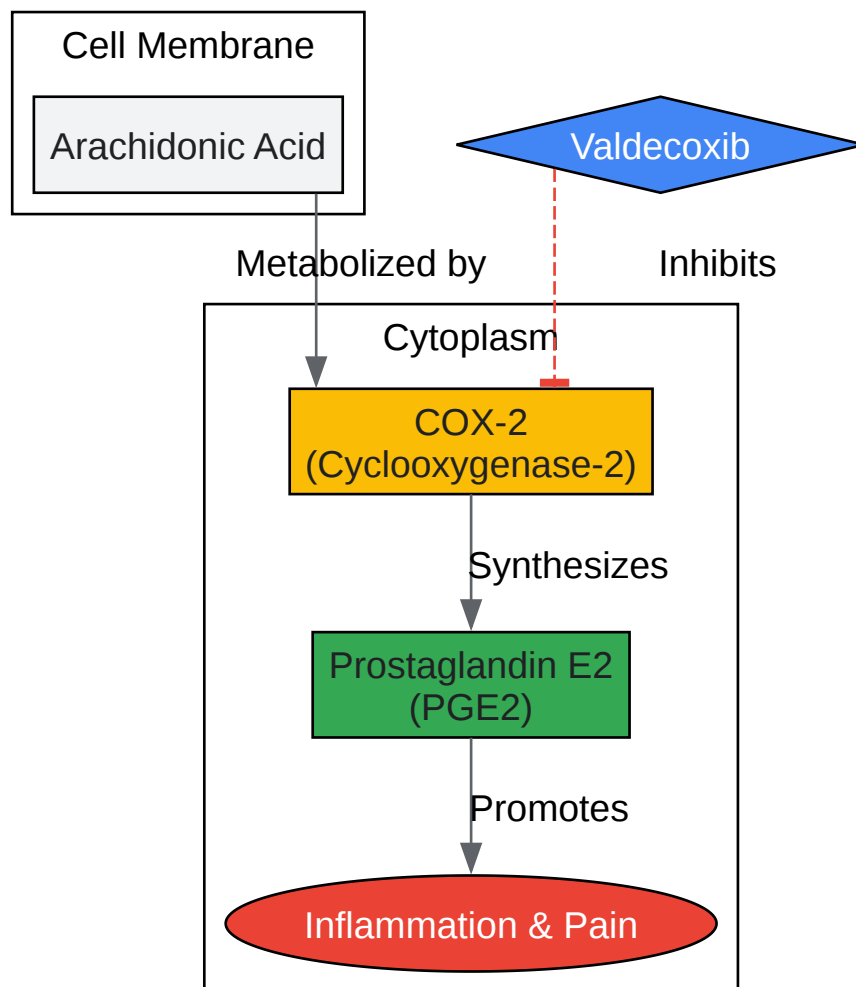 Cell Membrane
Arachidonic Acid
Valdecoxib
Metabolized by
Inhibits
Cytoplasm
COX-2
(Cyclooxygenase-2)
Synthesizes
Prostaglandin E2
(PGE2)
Promotes
Inflammation & Pain